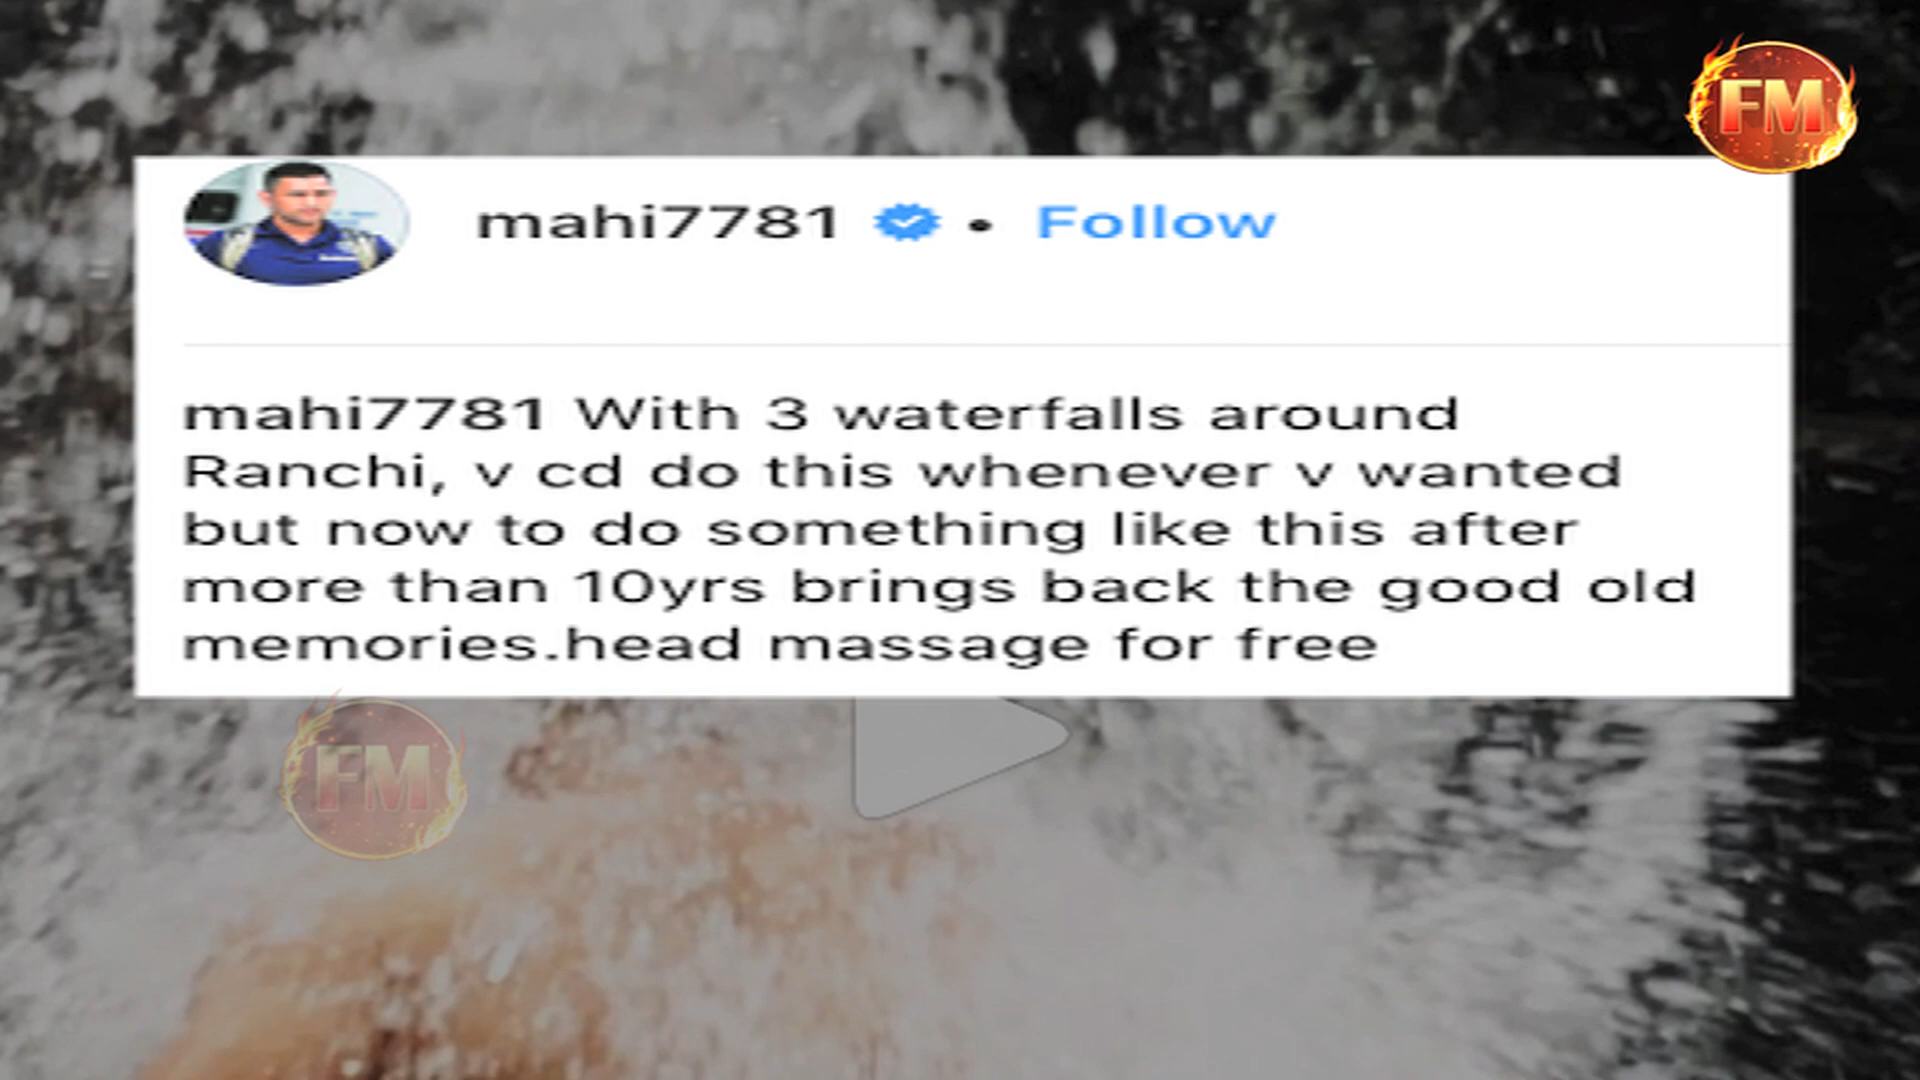 FM
mahi7781 • Follow
mahi7781 With 3 waterfalls around
Ranchi, v cd do this whenever v wanted
but now to do something like this after
more than 10yrs brings back the good old
memories.head massage for free
FM